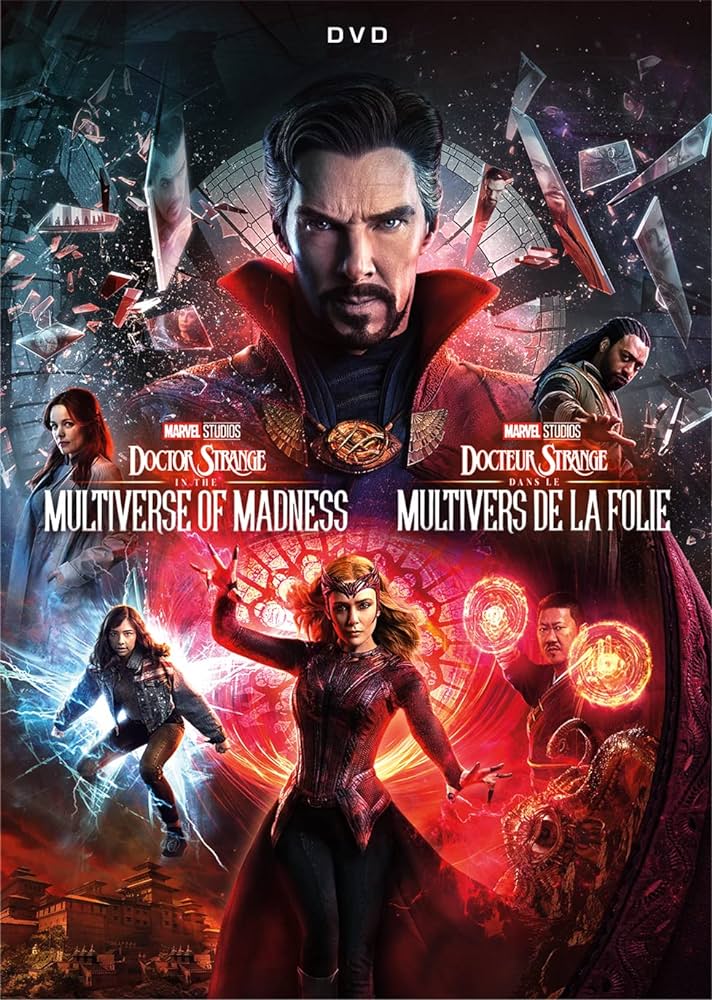 DVD
MARVEL STUDIOS
DOCTOR STRANGE
IN THE
MULTIVERSE OF MADNESS
MARVEL STUDIOS
DOCTEUR STRANGE
DANS LE
MULTIVERS DE LA FOLIE